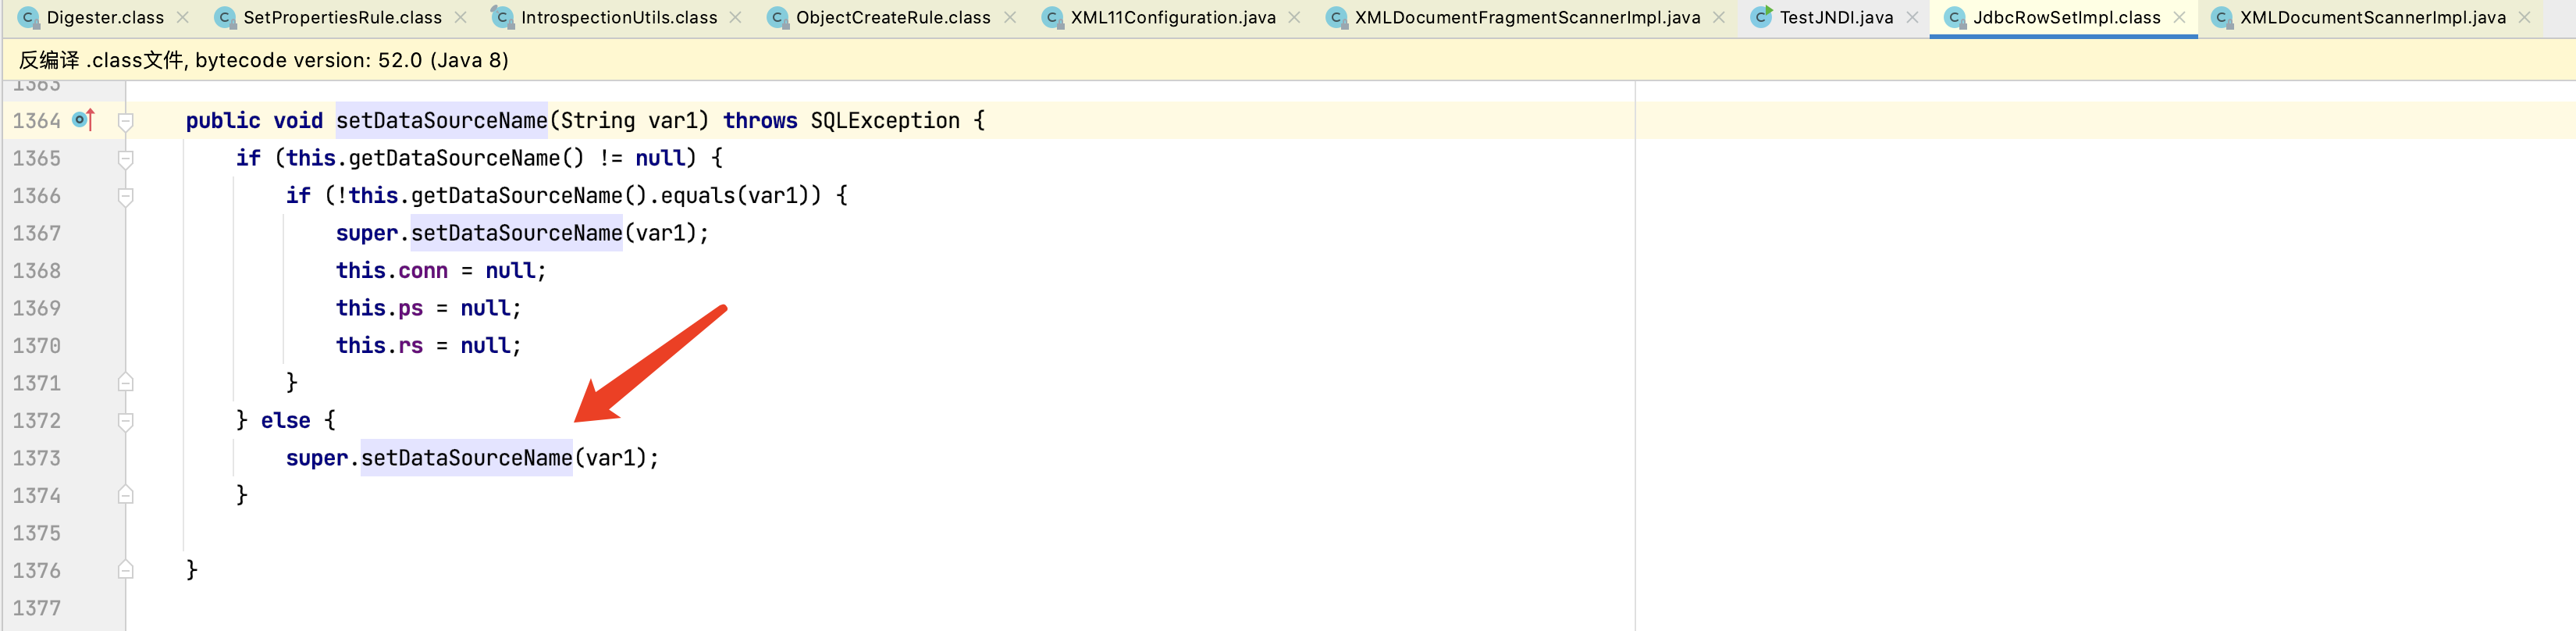 Digester.class SetPropertiesRule.class IntrospectionUtils.class ObjectCreateRule.class XML11Configuration.java XMLDocumentFragmentScannerImpl.java TestJNDI.java JdbcRowSetImpl.class XMLDocumentScannerImpl.java
反编译 .class文件, bytecode version: 52.0 (Java 8)
1363
1364 public void setDataSourceName(String var1) throws SQLException {
1365 if (this.getDataSourceName() != null) {
1366 if (!this.getDataSourceName().equals(var1)) {
1367 super.setDataSourceName(var1);
1368 this.conn = null;
1369 this.ps = null;
1370 this.rs = null;
1371 }
1372 } else {
1373 super.setDataSourceName(var1);
1374 }
1375
1376 }
1377